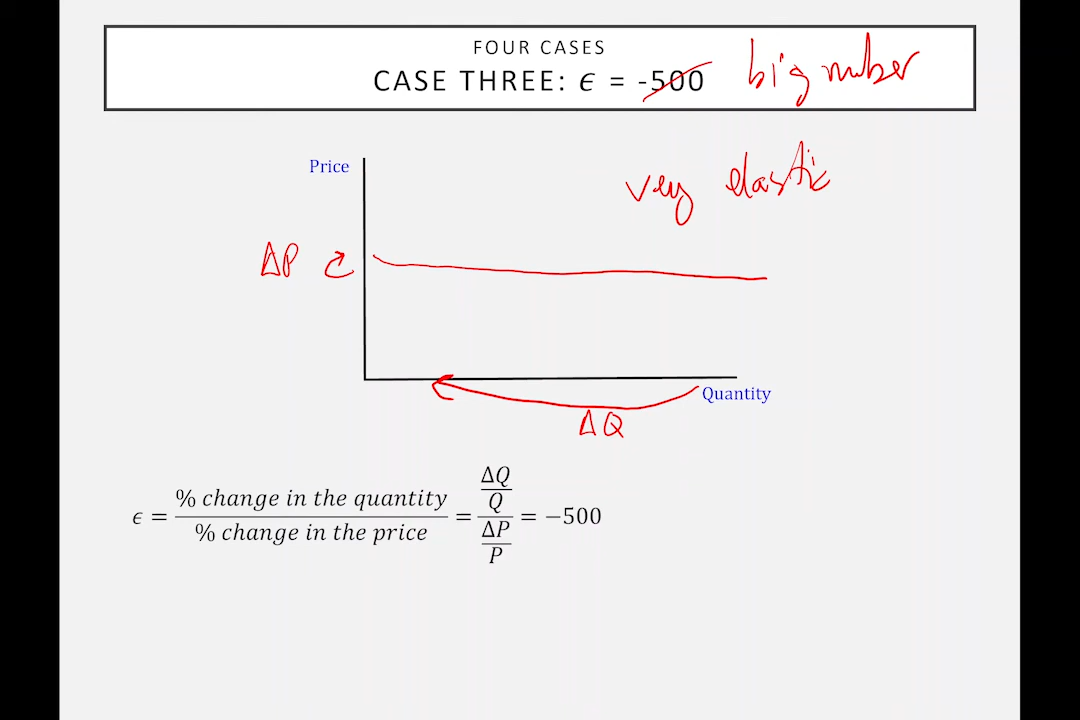 FOUR CASES
CASE THREE: ϵ = -500 big number
Price
very elastic
ΔP
Quantity
ΔQ
ϵ = % change in the quantity / % change in the price = ΔQ/Q / ΔP/P = −500